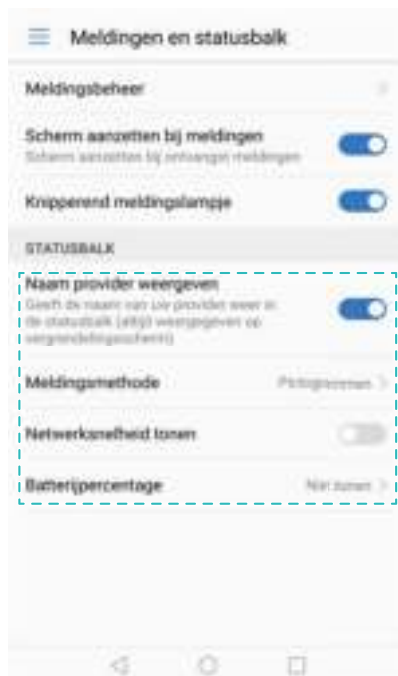 Meldingen en statusbalk
Meldingsbeheer
Scherm aanzetten bij meldingen
Scherm aanzetten bij ontvangst meldingen
Knipperend meldingslampje
STATUSBALK
Naam provider weergeven
Geeft de naam van uw provider weer in
de statusbalk (altijd weergegeven op
vergrendelingsscherm)
Meldingsmethode
Pictogrammen
Netwerksnelheid tonen
Batterijpercentage
Niet tonen